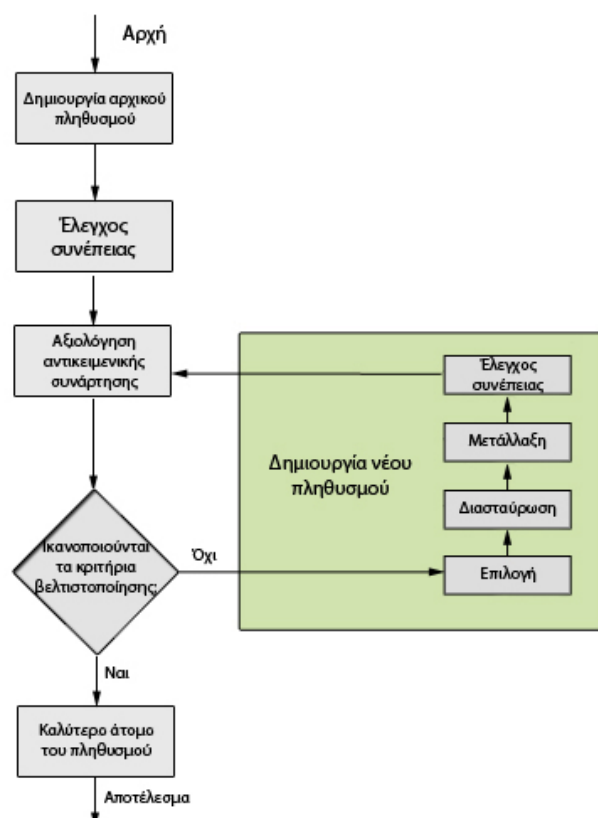 Αρχή
Δημιουργία αρχικού
πληθυσμού
Έλεγχος
συνέπειας
Αξιολόγηση
αντικειμενικής
συνάρτησης
Ικανοποιούνται
τα κριτήρια
βελτιστοποίησης;
Όχι
Ναι
Καλύτερο άτομο
του πληθυσμού
Αποτέλεσμα
Δημιουργία νέου
πληθυσμού
Έλεγχος
συνέπειας
Μετάλλαξη
Διασταύρωση
Επιλογή